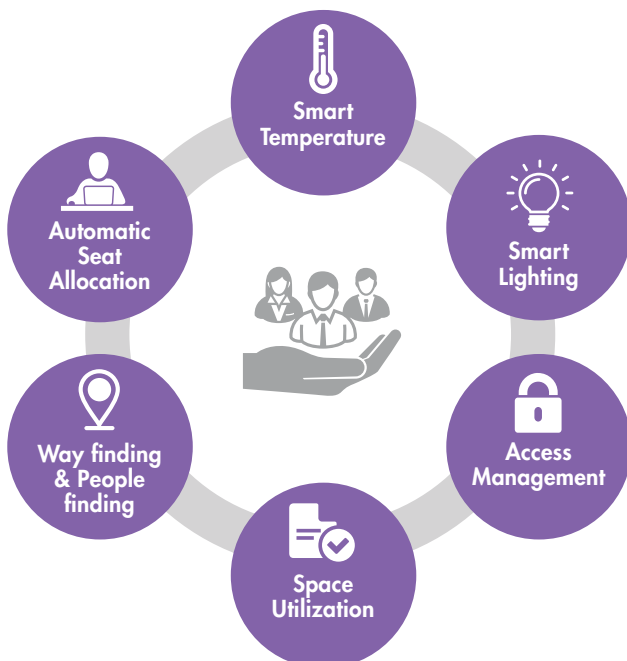 Smart
Temperature
Smart
Lighting
Access
Management
Space
Utilization
Way finding
& People
finding
Automatic
Seat
Allocation